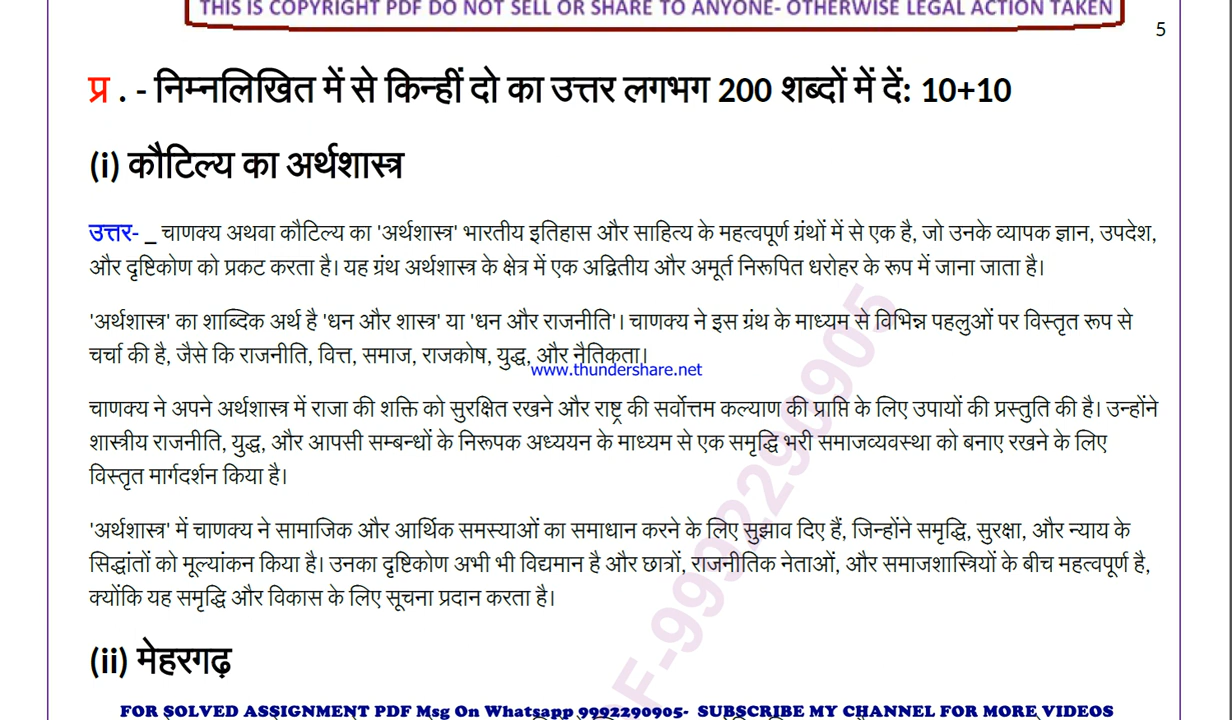 THIS IS COPYRIGHT PDF DO NOT SELL OR SHARE TO ANYONE- OTHERWISE LEGAL ACTION TAKEN
5
प्र . - निम्नलिखित में से किन्हीं दो का उत्तर लगभग 200 शब्दों में दें: 10+10
(i) कौटिल्य का अर्थशास्त्र
उत्तर- _ चाणक्य अथवा कौटिल्य का 'अर्थशास्त्र' भारतीय इतिहास और साहित्य के महत्वपूर्ण ग्रंथों में से एक है, जो उनके व्यापक ज्ञान, उपदेश,
और दृष्टिकोण को प्रकट करता है। यह ग्रंथ अर्थशास्त्र के क्षेत्र में एक अद्वितीय और अमूर्त निरूपित धरोहर के रूप में जाना जाता है।
'अर्थशास्त्र' का शाब्दिक अर्थ है 'धन और शास्त्र' या 'धन और राजनीति'। चाणक्य ने इस ग्रंथ के माध्यम से विभिन्न पहलुओं पर विस्तृत रूप से
चर्चा की है, जैसे कि राजनीति, वित्त, समाज, राजकोष, युद्ध, और नैतिकता।
www.thundershare.net
चाणक्य ने अपने अर्थशास्त्र में राजा की शक्ति को सुरक्षित रखने और राष्ट्र की सर्वोत्तम कल्याण की प्राप्ति के लिए उपायों की प्रस्तुति की है। उन्होंने
शास्त्रीय राजनीति, युद्ध, और आपसी सम्बन्धों के निरूपक अध्ययन के माध्यम से एक समृद्धि भरी समाजव्यवस्था को बनाए रखने के लिए
विस्तृत मार्गदर्शन किया है।
'अर्थशास्त्र' में चाणक्य ने सामाजिक और आर्थिक समस्याओं का समाधान करने के लिए सुझाव दिए हैं, जिन्होंने समृद्धि, सुरक्षा, और न्याय के
सिद्धांतों को मूल्यांकन किया है। उनका दृष्टिकोण अभी भी विद्यमान है और छात्रों, राजनीतिक नेताओं, और समाजशास्त्रियों के बीच महत्वपूर्ण है,
क्योंकि यह समृद्धि और विकास के लिए सूचना प्रदान करता है।
(ii) मेहरगढ़
F-9992290905
FOR SOLVED ASSIGNMENT PDF Msg On Whatsapp 9992290905- SUBSCRIBE MY CHANNEL FOR MORE VIDEOS